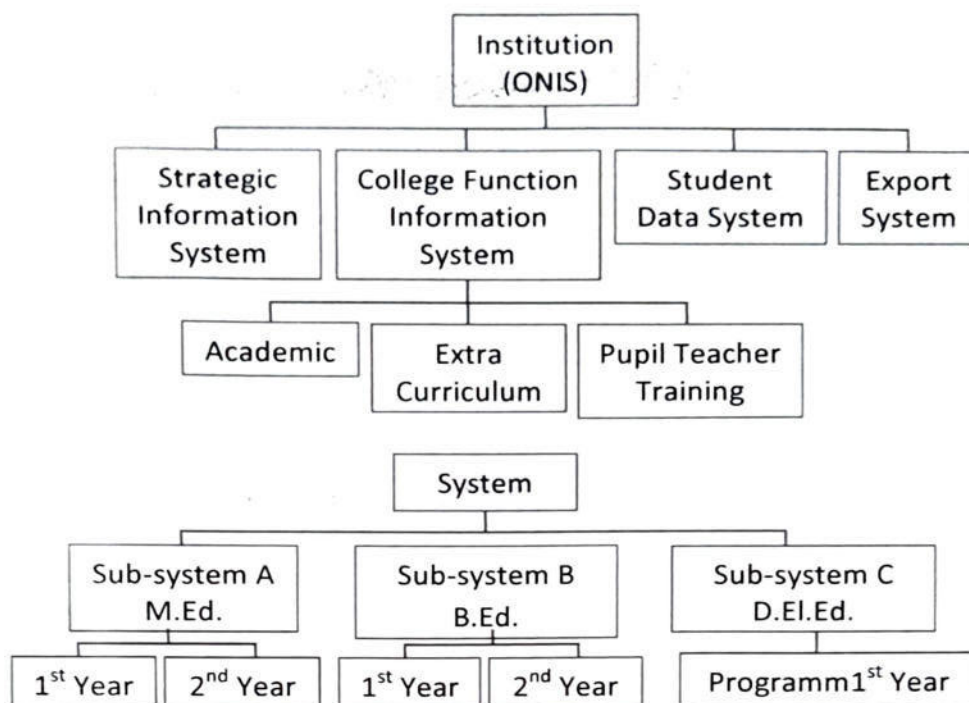 Institution
(ONIS)
Strategic
Information
System
College Function
Information
System
Student
Data System
Export
System
Academic
Extra
Curriculum
Pupil Teacher
Training
System
Sub-system A
M.Ed.
Sub-system B
B.Ed.
Sub-system C
D.El.Ed.
1st Year
2nd Year
1st Year
2nd Year
Programm1st Year